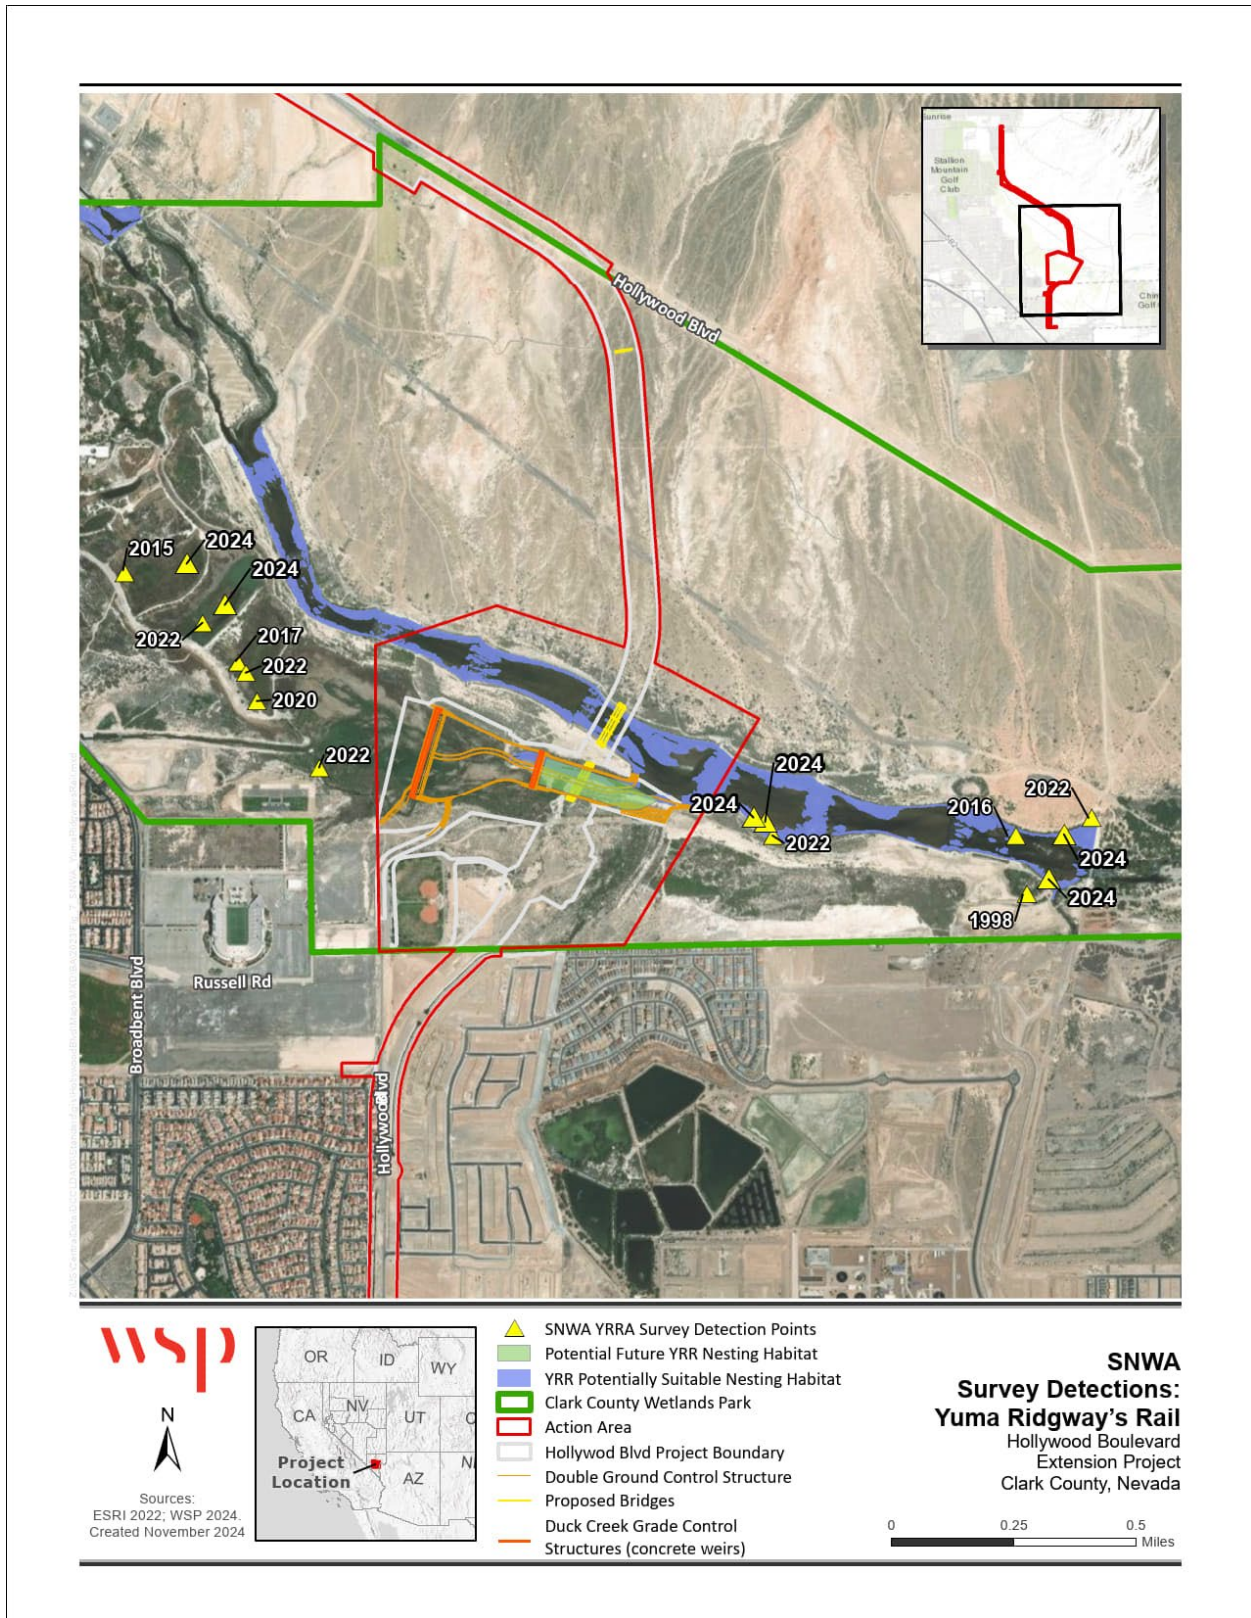 Sunrise
Stallion
Mountain
Golf
Club
582
Golf
Hollywood Blvd
2015
2024
2024
2022
2017
2022
2020
2022
2024
2024
2022
2016
2022
2024
2024
1998
Broadbent Blvd
Russell Rd
wsp
N
Sources:
ESRI 2022; WSP 2024.
Created November 2024
OR
ID
WY
NV
CA
UT
AZ
Project
Location
SNWA YRRA Survey Detection Points
Potential Future YRR Nesting Habitat
YRR Potentially Suitable Nesting Habitat
Clark County Wetlands Park
Action Area
Hollywod Blvd Project Boundary
Double Ground Control Structure
Proposed Bridges
Duck Creek Grade Control
Structures (concrete weirs)
SNWA
Survey Detections:
Yuma Ridgway's Rail
Hollywood Boulevard
Extension Project
Clark County, Nevada
0 0.25 0.5
Miles